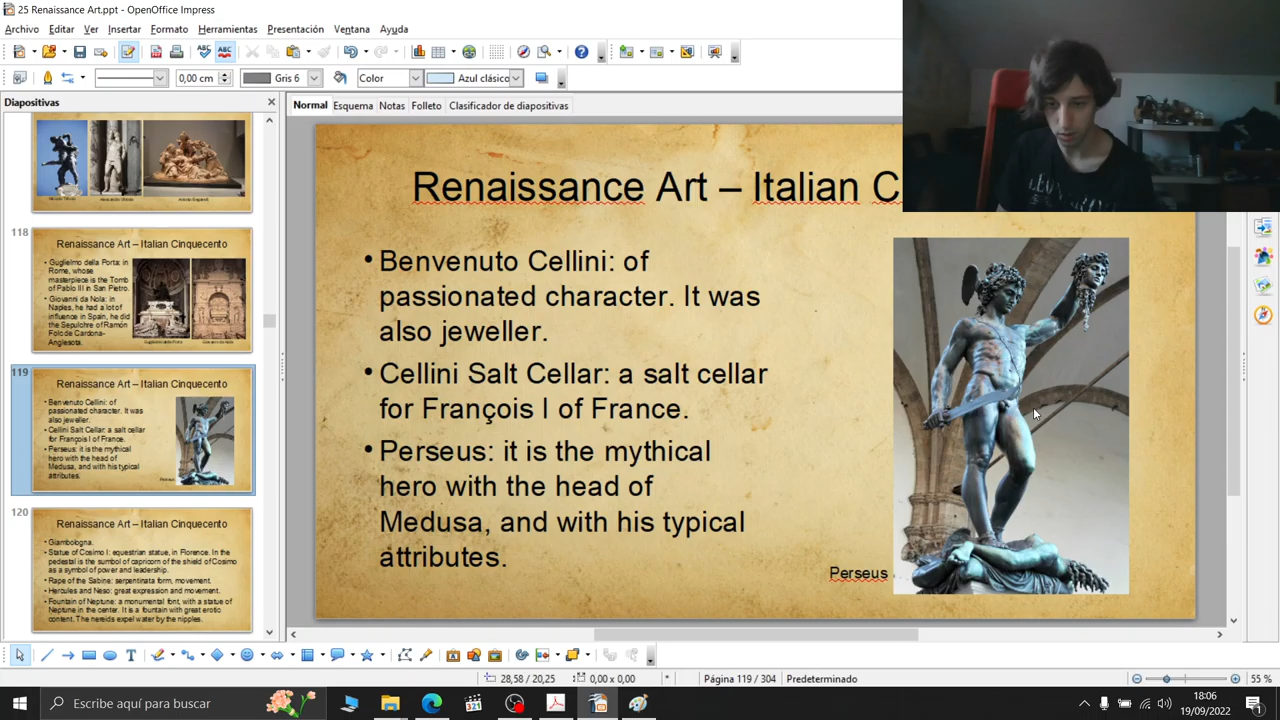 25 Renaissance Art.ppt - OpenOffice Impress
Archivo Editar Ver Insertar Formato Herramientas Presentación Ventana Ayuda
0,00 cm Gris 6 Color Azul clásico
Diapositivas
Normal Esquema Notas Folleto Clasificador de diapositivas
118
Renaissance Art – Italian Cinquecento
• Guglielmo della Porta: in
Rome, whose
masterpiece is the Tomb
of Pablo III in San Pietro.
• Giovanni da Nola: in
Naples, he had a lot of
influence in Spain, he did
the Sepulchre of Ramón
Folc de Cardona-
Anglesota.
119
Renaissance Art – Italian Cinquecento
• Benvenuto Cellini: of
passionated character. It was
also jeweller.
• Cellini Salt Cellar: a salt cellar
for François I of France.
• Perseus: it is the mythical
hero with the head of
Medusa, and with his typical
attributes.
Perseus
120
Renaissance Art – Italian Cinquecento
• Giambologna.
• Statue of Cosimo I: equestrian statue, in Florence. In the
pedestal is the sumbol of capricorn of the shield of Cosimo
as a symbol of power and leadership.
• Rape of the Sabine: serpentinata form, movement.
• Hercules and Neso: great expression and movement.
• Fountain of Neptune: a monumental font, with a statue of
Neptune in the center. It is a fountain with great erotic
content. The nereids expel water by the nipples.
Renaissance Art – Italian C
• Benvenuto Cellini: of
passionated character. It was
also jeweller.
• Cellini Salt Cellar: a salt cellar
for François I of France.
• Perseus: it is the mythical
hero with the head of
Medusa, and with his typical
attributes.
Perseus
28,58 / 20,25 0,00 x 0,00 * Página 119 / 304 Predeterminado 55 %
Escribe aquí para buscar
18:06
19/09/2022